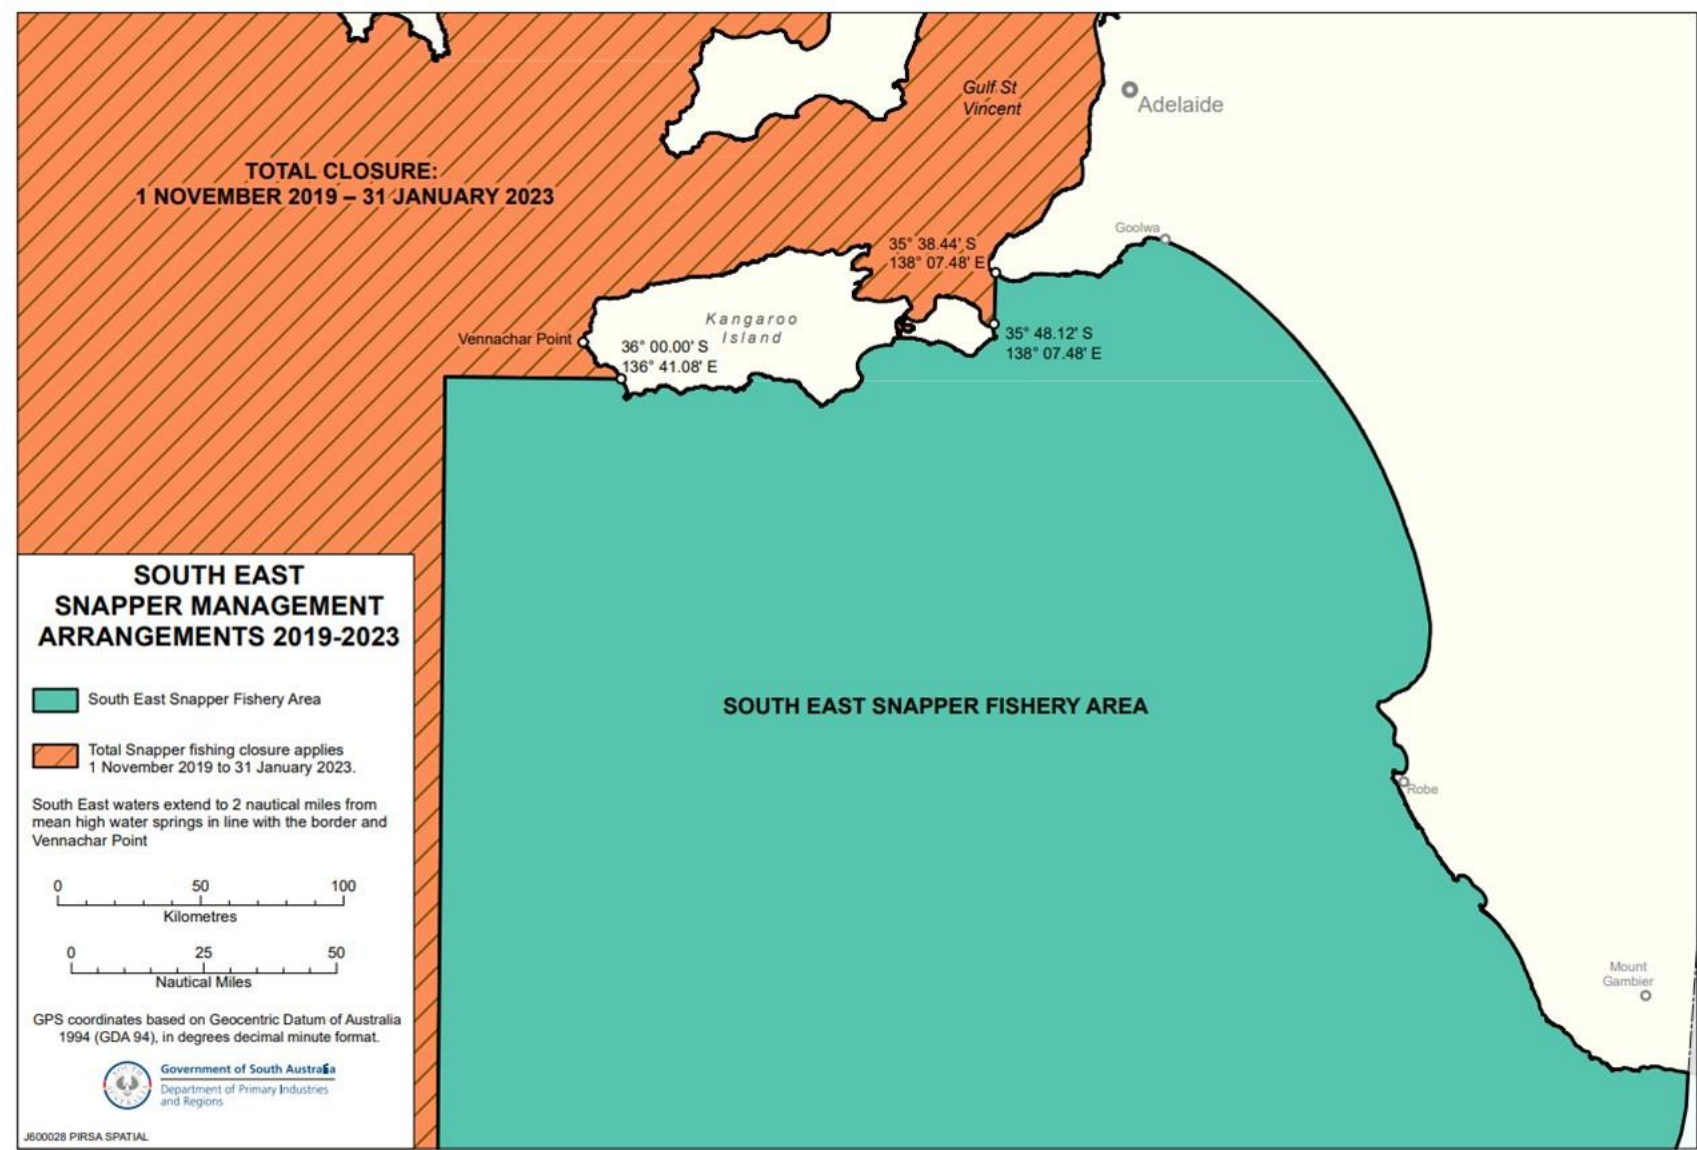 Gulf St
Vincent
Adelaide
TOTAL CLOSURE:
1 NOVEMBER 2019 – 31 JANUARY 2023
Goolwa
35° 38.44' S
138° 07.48' E
Kangaroo
Island
Vennachar Point
36° 00.00' S
136° 41.08' E
35° 48.12' S
138° 07.48' E
SOUTH EAST
SNAPPER MANAGEMENT
ARRANGEMENTS 2019-2023
South East Snapper Fishery Area
Total Snapper fishing closure applies
1 November 2019 to 31 January 2023.
South East waters extend to 2 nautical miles from
mean high water springs in line with the border and
Vennachar Point
0 50 100
Kilometres
0 25 50
Nautical Miles
GPS coordinates based on Geocentric Datum of Australia
1994 (GDA 94), in degrees decimal minute format.
Government of South Australia
Department of Primary Industries
and Regions
J600028 PIRSA SPATIAL
SOUTH EAST SNAPPER FISHERY AREA
Robe
Mount
Gambier